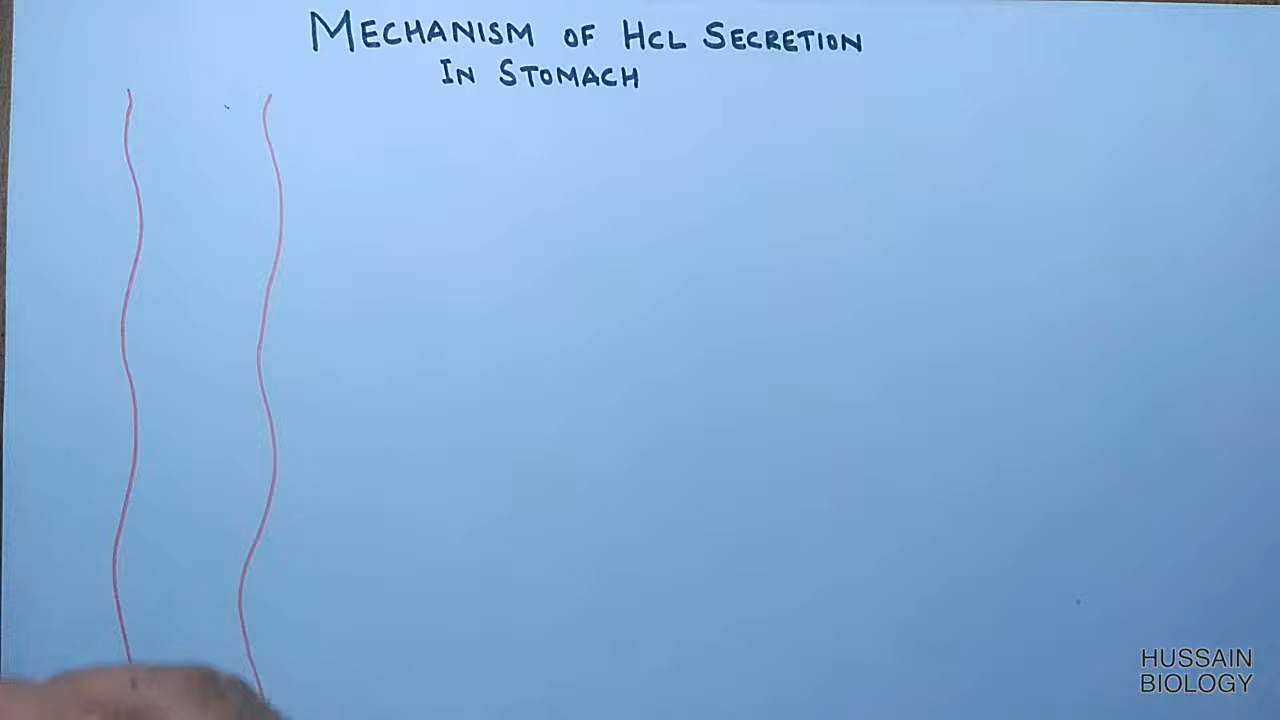 MECHANISM OF HCL SECRETION
IN STOMACH
HUSSAIN
BIOLOGY